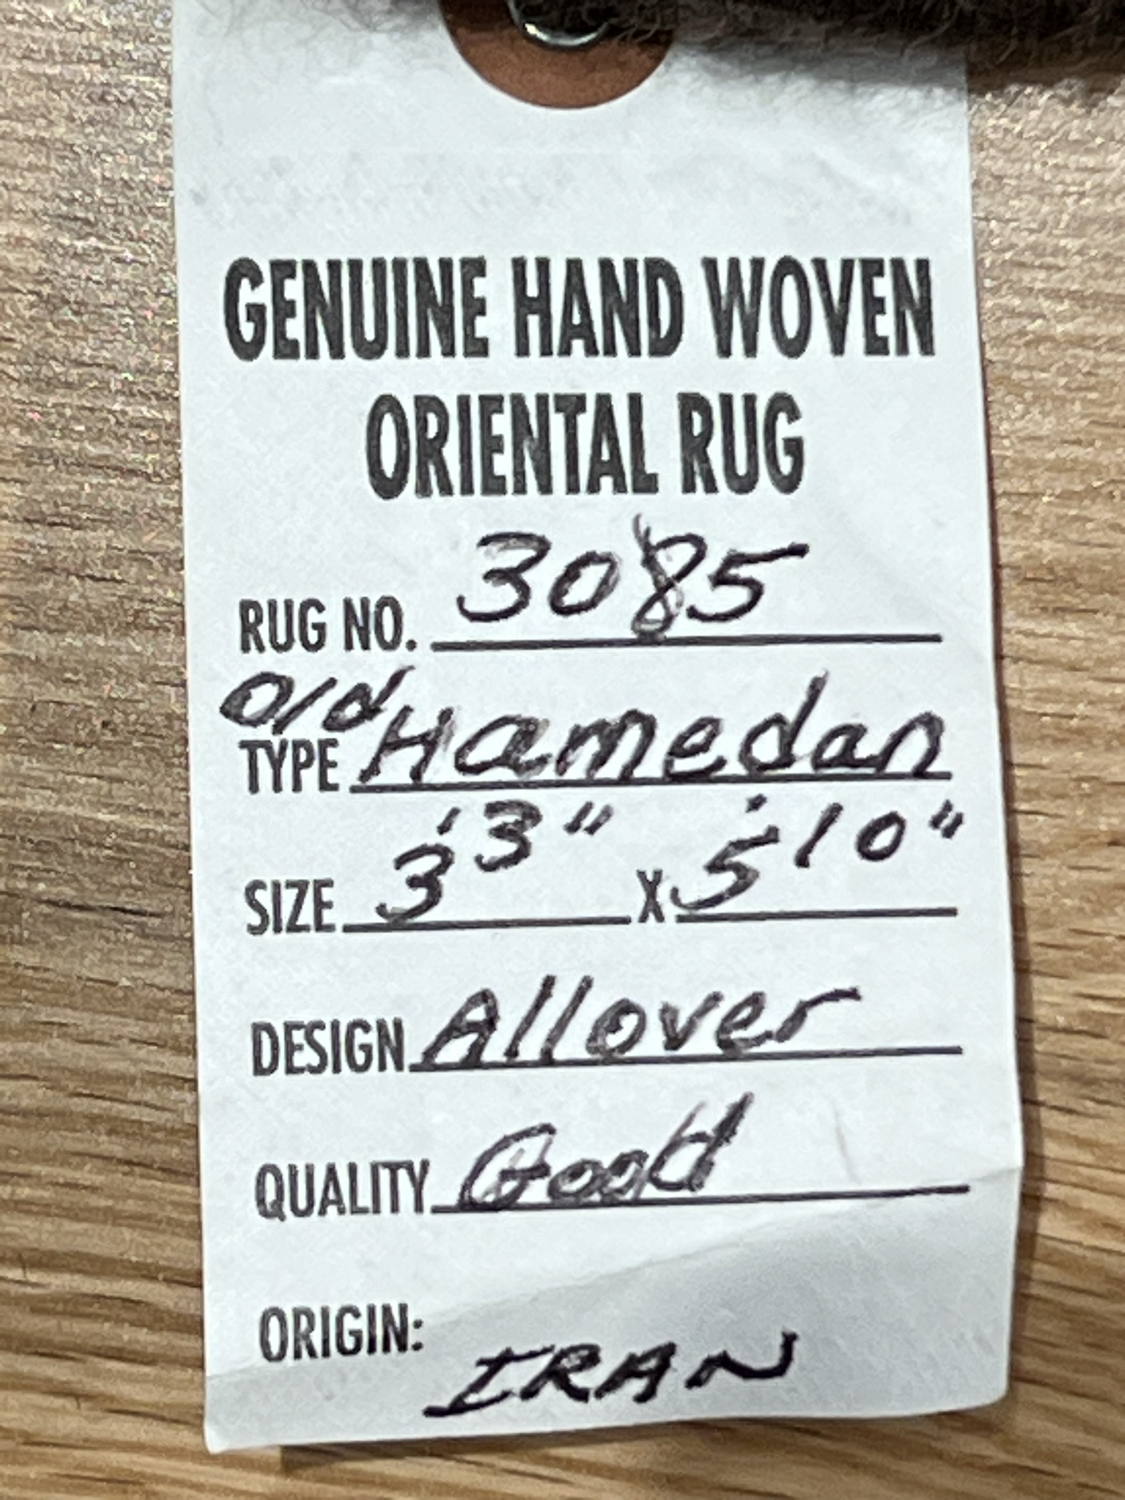 GENUINE HAND WOVEN
ORIENTAL RUG
RUG NO. 3085
Old
TYPE Hamedan
SIZE 3'3" X 5'10"
DESIGN Allover
QUALITY Good
ORIGIN:
IRAN